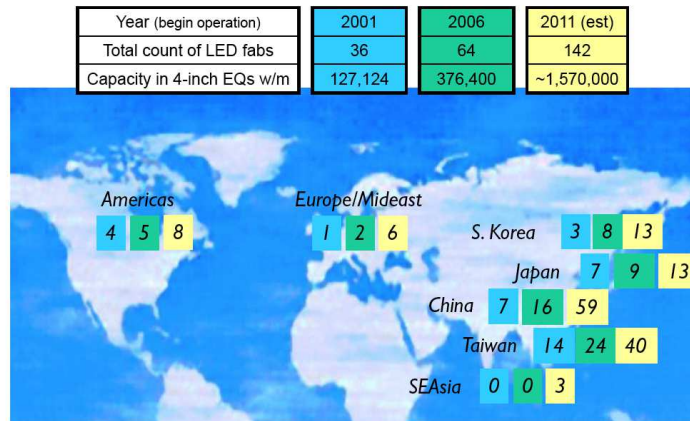 Year (begin operation) 2001 2006 2011 (est)
Total count of LED fabs 36 64 142
Capacity in 4-inch EQs w/m 127,124 376,400 ~1,570,000
Americas
4 5 8
Europe/Mideast
1 2 6
S. Korea 3 8 13
Japan 7 9 13
China 7 16 59
Taiwan 14 24 40
SEAsia 0 0 3